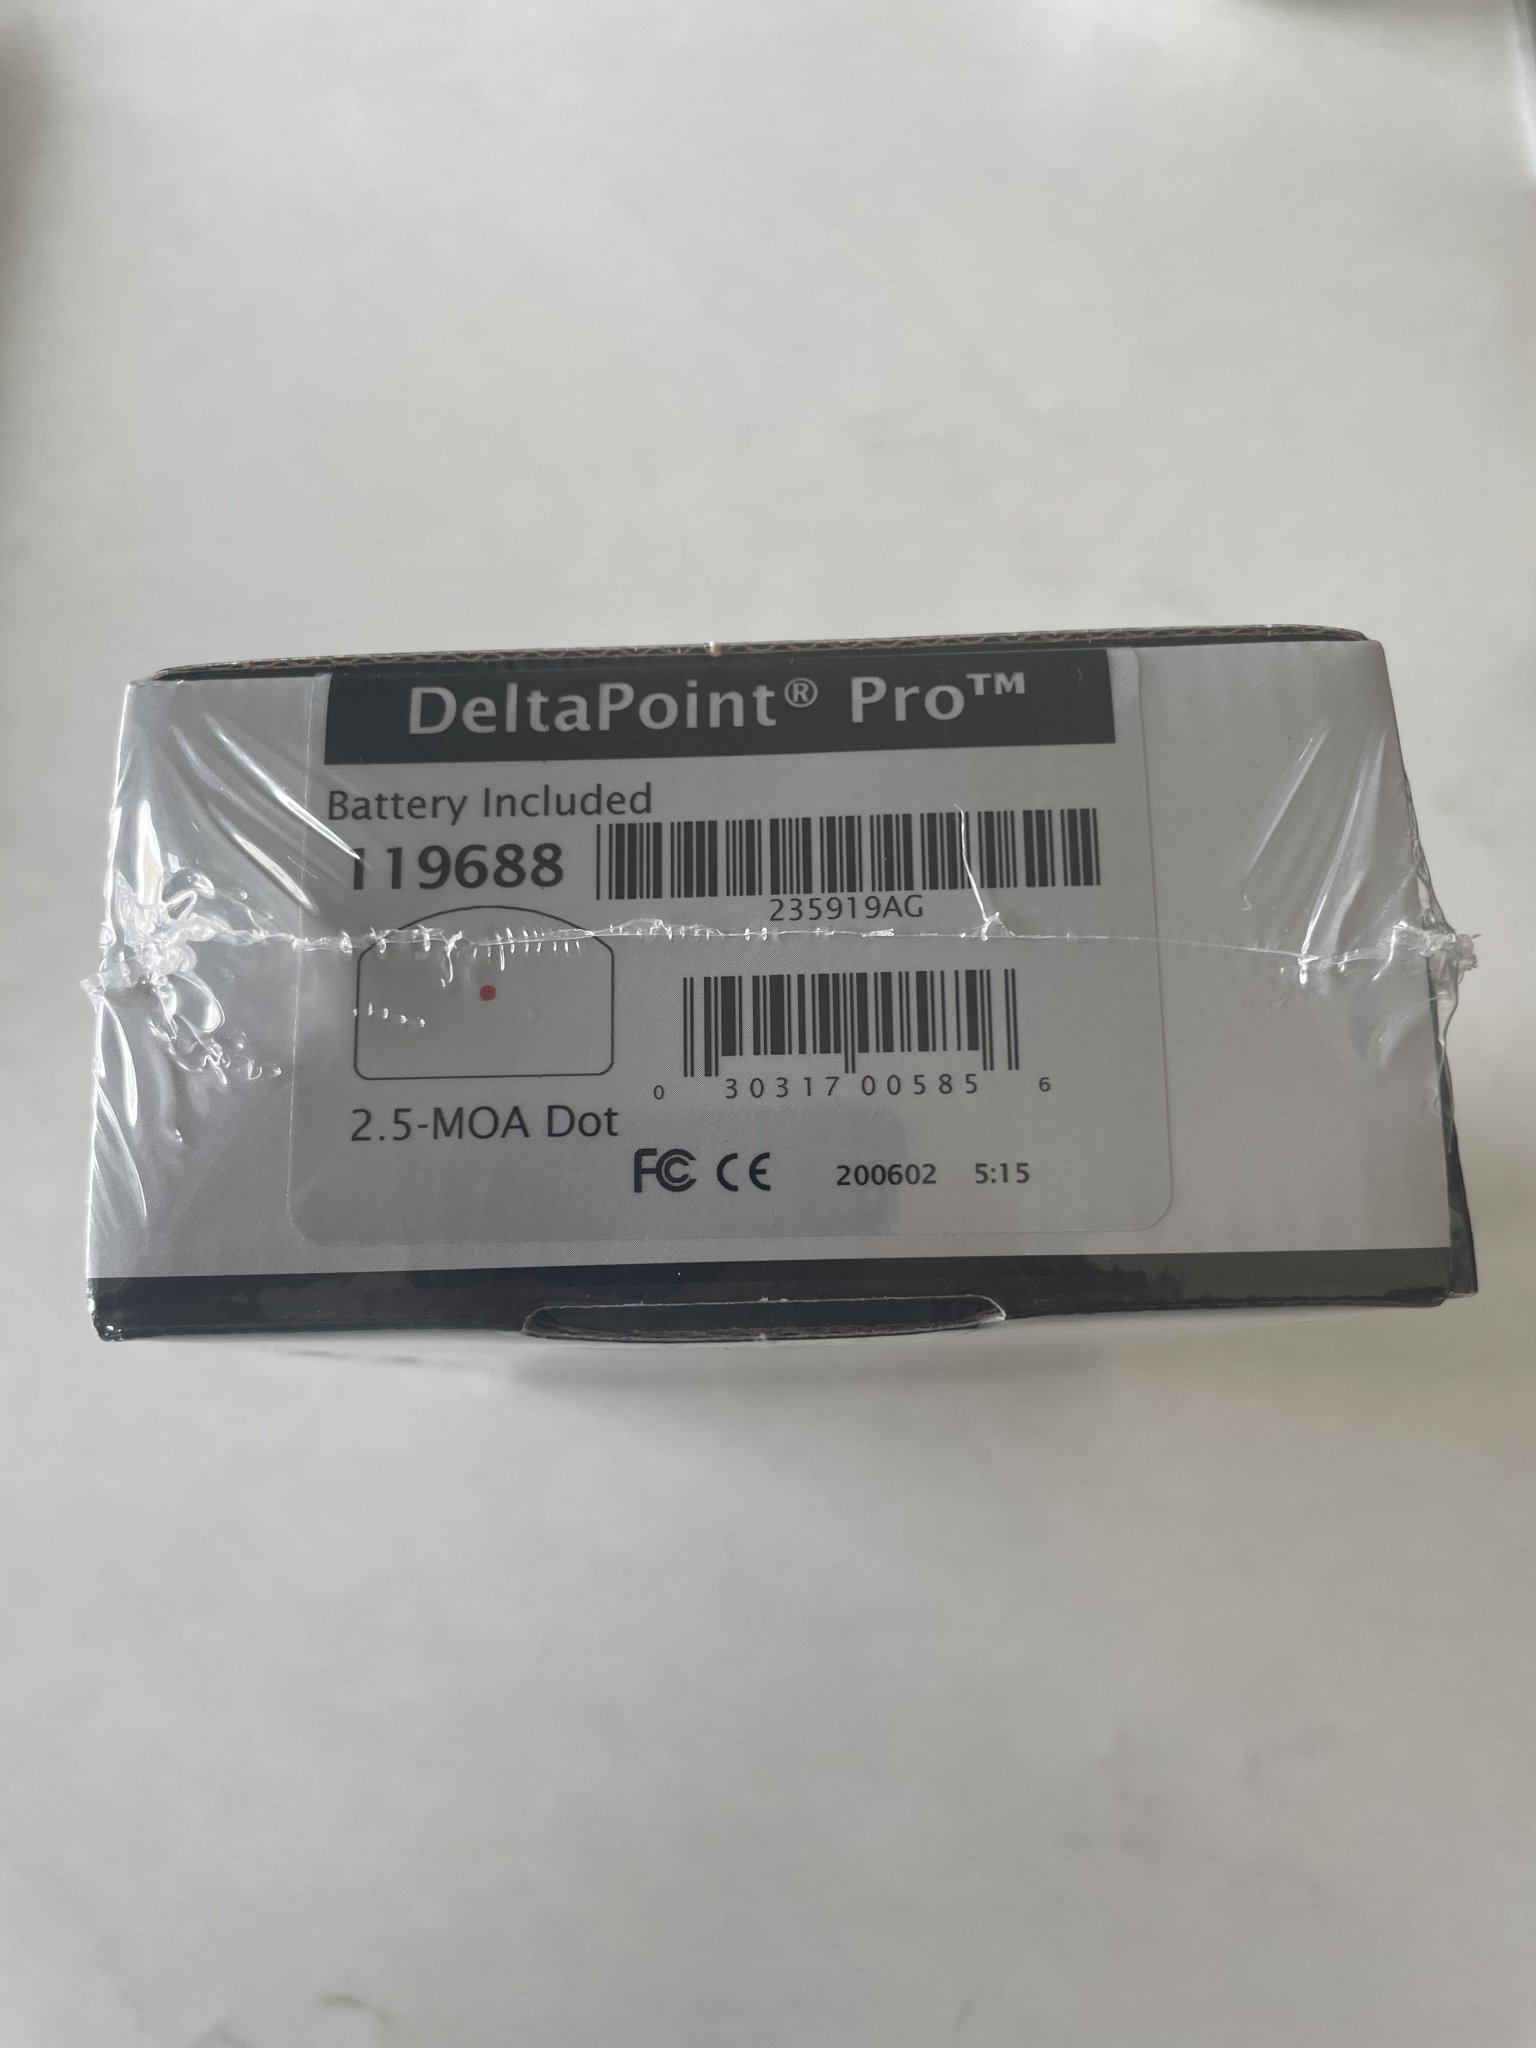 DeltaPoint® Pro™
Battery Included
119688
235919AG
0 30317 00585 6
2.5-MOA Dot
FC CE 200602 5:15